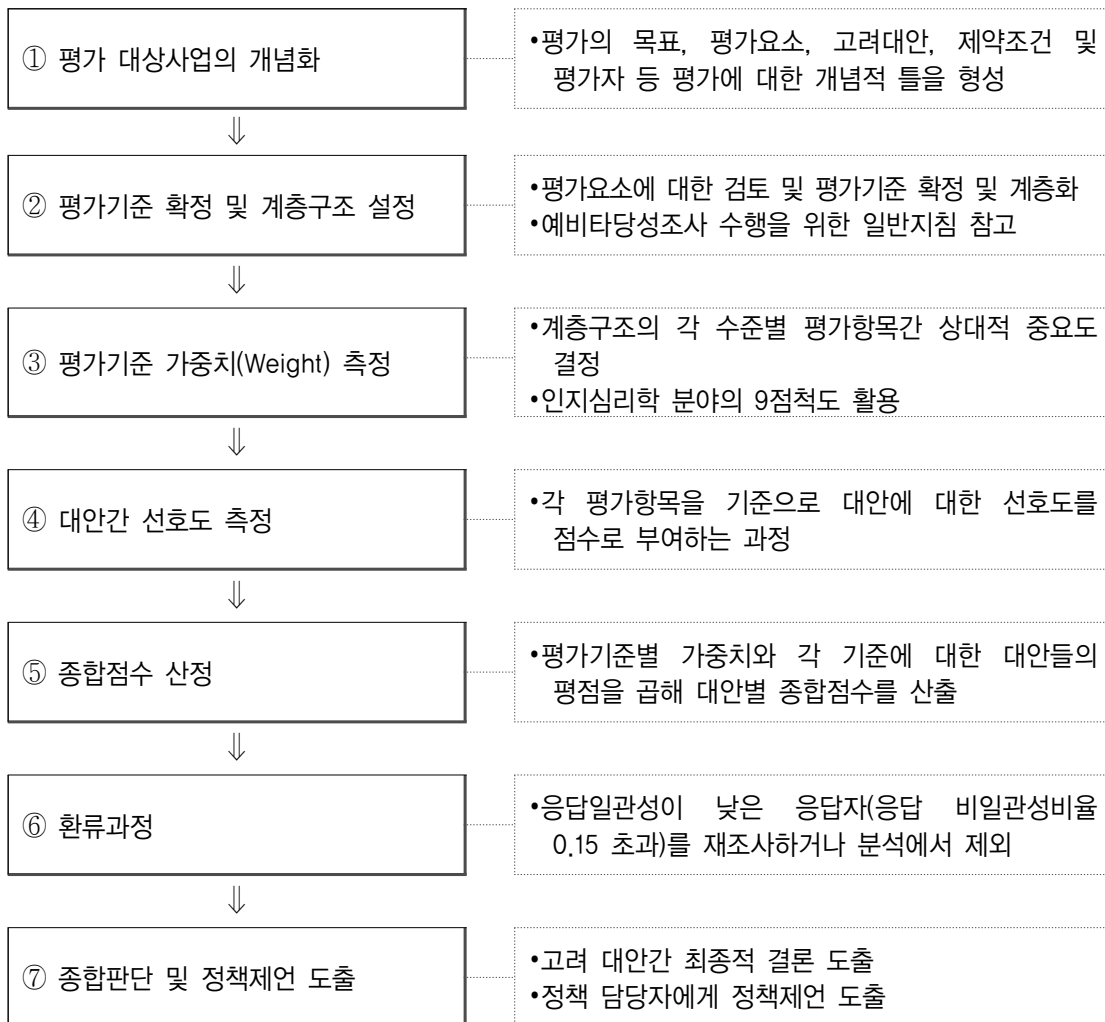 ① 평가 대상사업의 개념화
•평가의 목표, 평가요소, 고려대안, 제약조건 및
평가자 등 평가에 대한 개념적 틀을 형성
⇓
② 평가기준 확정 및 계층구조 설정
•평가요소에 대한 검토 및 평가기준 확정 및 계층화
•예비타당성조사 수행을 위한 일반지침 참고
⇓
③ 평가기준 가중치(Weight) 측정
•계층구조의 각 수준별 평가항목간 상대적 중요도
결정
•인지심리학 분야의 9점척도 활용
⇓
④ 대안간 선호도 측정
•각 평가항목을 기준으로 대안에 대한 선호도를
점수로 부여하는 과정
⇓
⑤ 종합점수 산정
•평가기준별 가중치와 각 기준에 대한 대안들의
평점을 곱해 대안별 종합점수를 산출
⇓
⑥ 환류과정
•응답일관성이 낮은 응답자(응답 비일관성비율
0.15 초과)를 재조사하거나 분석에서 제외
⇓
⑦ 종합판단 및 정책제언 도출
•고려 대안간 최종적 결론 도출
•정책 담당자에게 정책제언 도출